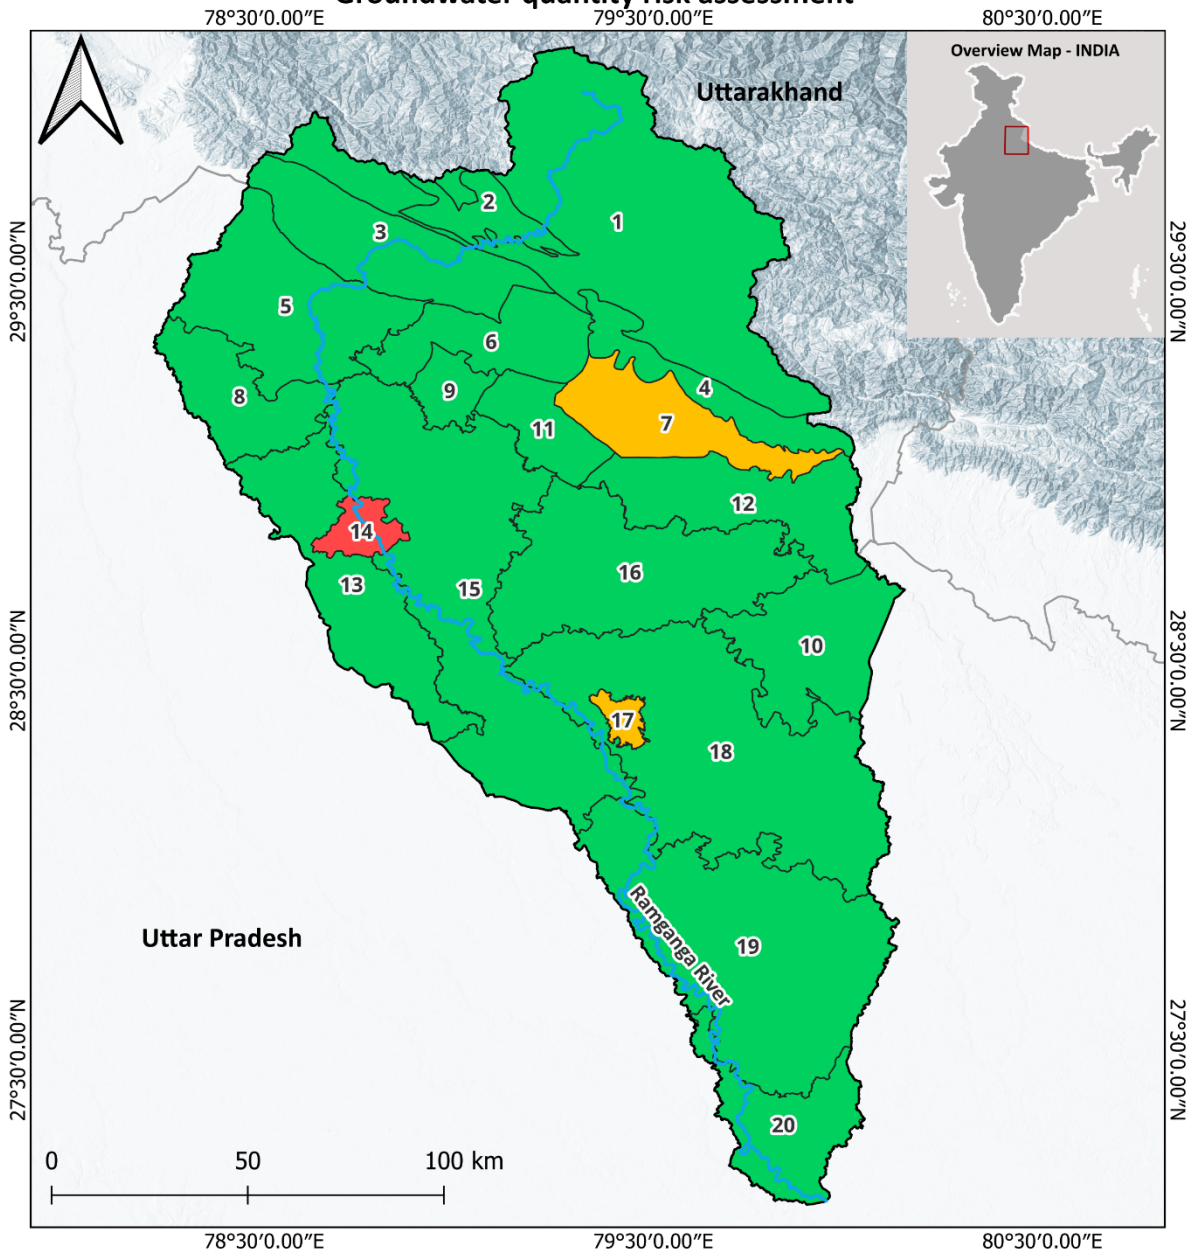 Groundwater quantity risk assessment
78°30′0.00″E 79°30′0.00″E 80°30′0.00″E
Overview Map - INDIA
Uttarakhand
29°30′0.00″N
29°30′0.00″N
1
2
3
5
6
4
8
9
7
11
12
14
16
13
15
10
28°30′0.00″N
28°30′0.00″N
17
18
Ramganga River
Uttar Pradesh
19
27°30′0.00″N
27°30′0.00″N
20
0 50 100 km
78°30′0.00″E 79°30′0.00″E 80°30′0.00″E